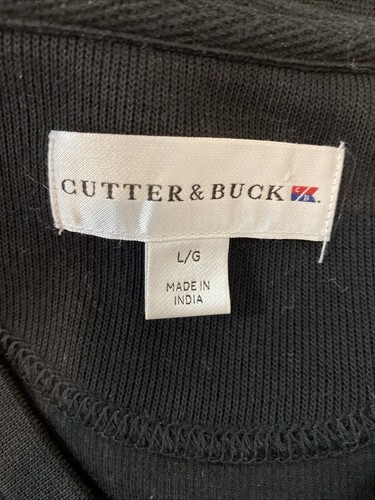 CUTTER & BUCK C/B
L/G
MADE IN
INDIA